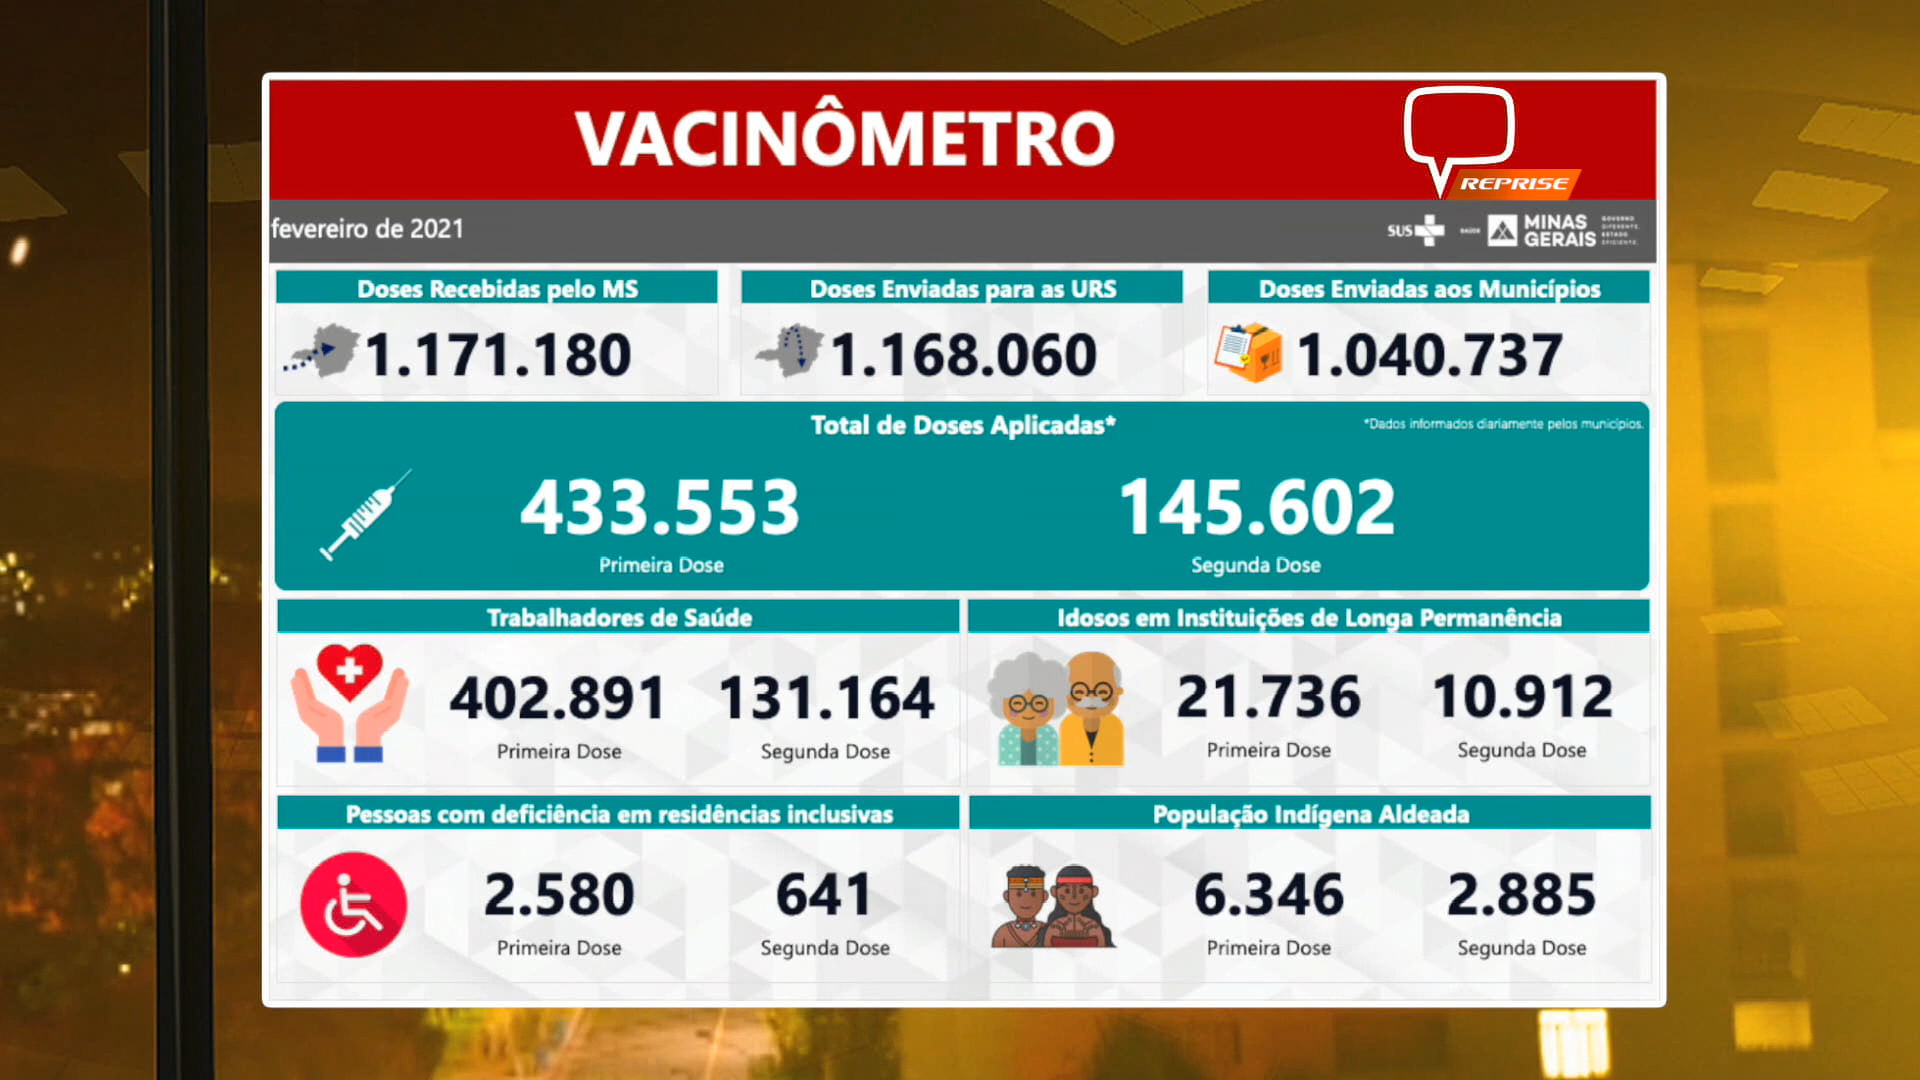 VACINÔMETRO
REPRISE
fevereiro de 2021
SUS
SAÚDE
MINAS
GERAIS
GOVERNO
DIFERENTE.
ESTADO
EFICIENTE.
Doses Recebidas pelo MS
1.171.180
Doses Enviadas para as URS
1.168.060
Doses Enviadas aos Municípios
1.040.737
Total de Doses Aplicadas*
*Dados informados diariamente pelos municípios.
433.553
Primeira Dose
145.602
Segunda Dose
Trabalhadores de Saúde
402.891
Primeira Dose
131.164
Segunda Dose
Idosos em Instituições de Longa Permanência
21.736
Primeira Dose
10.912
Segunda Dose
Pessoas com deficiência em residências inclusivas
2.580
Primeira Dose
641
Segunda Dose
População Indígena Aldeada
6.346
Primeira Dose
2.885
Segunda Dose